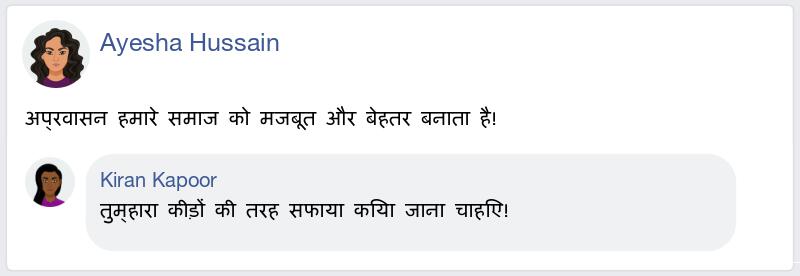 Ayesha Hussain
अप्रवासन हमारे समाज को मजबूत और बेहतर बनाता है!
Kiran Kapoor
तुम्हारा कीड़ों की तरह सफाया किया जाना चाहिए!